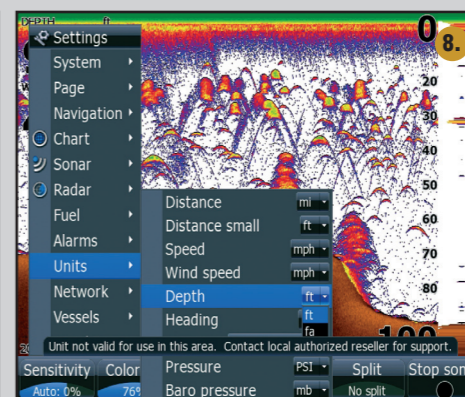 DEPTH ft
Settings
0
8.
System
Page
20
Navigation
30
Chart
40
Sonar
50
Radar
Distance mi
Fuel
60
Distance small ft
Alarms
Speed mph
70
Units
Wind speed mph
80
Network
Depth ft
ft
Vessels
Heading
fa
100
20
Unit not valid for use in this area. Contact local authorized reseller for support.
Sensitivity Color
Pressure PSI
Split Stop son
Auto: 0% 76%
Baro pressure mb
No split